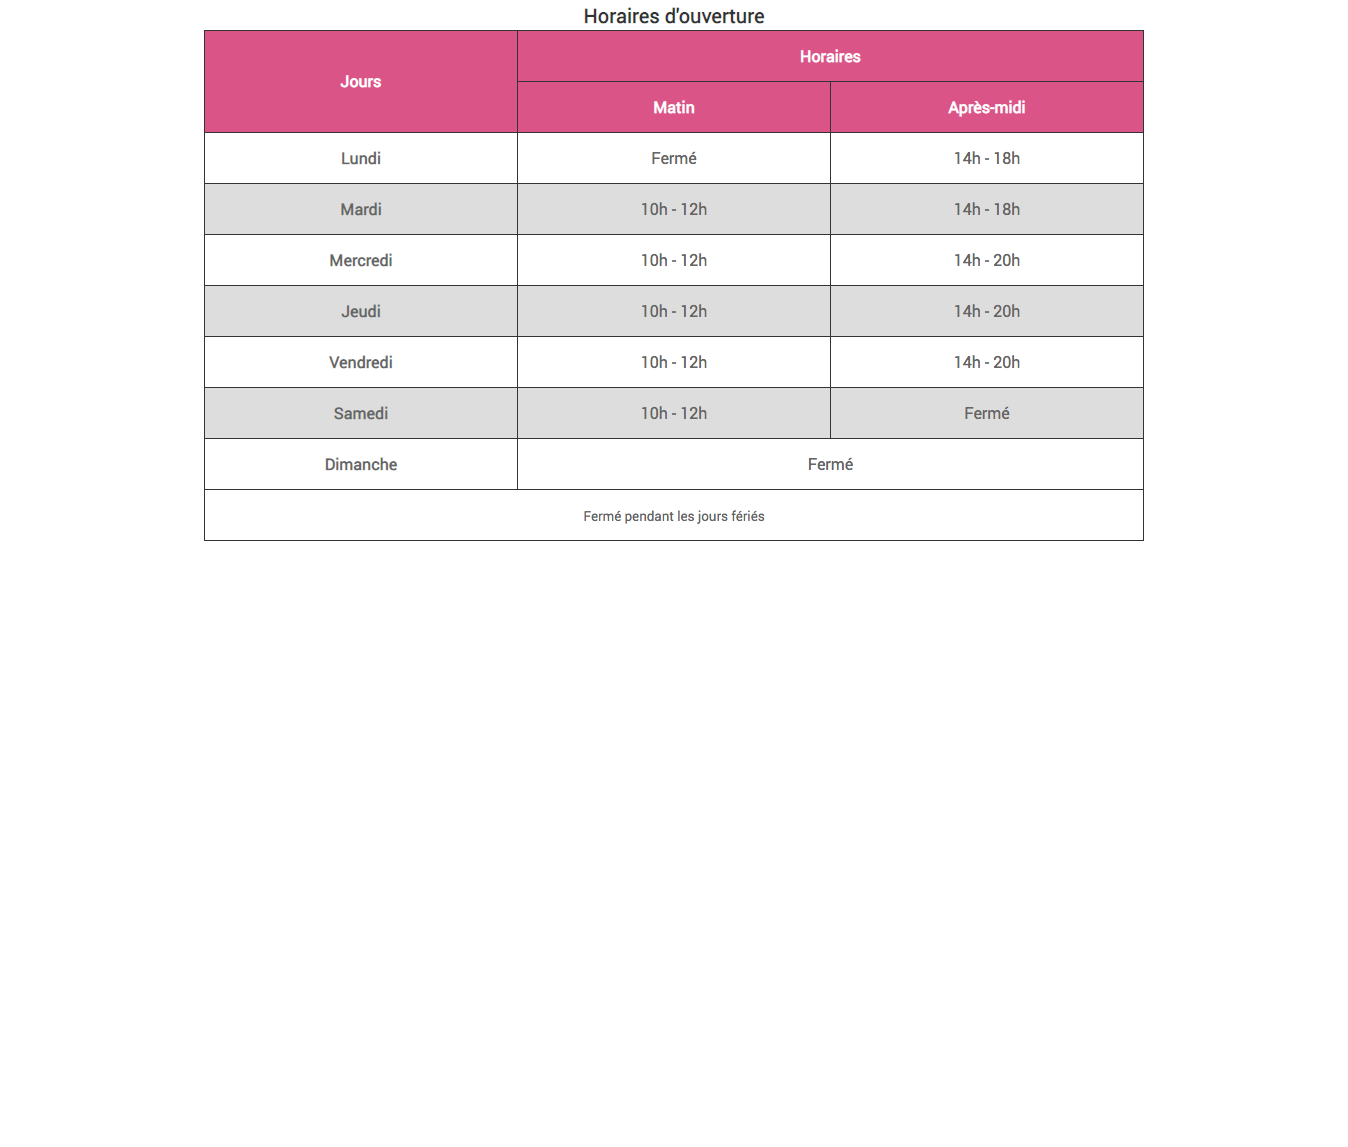 Horaires d'ouverture
Jours
Horaires
Matin Après-midi
Lundi Fermé 14h - 18h
Mardi 10h - 12h 14h - 18h
Mercredi 10h - 12h 14h - 20h
Jeudi 10h - 12h 14h - 20h
Vendredi 10h - 12h 14h - 20h
Samedi 10h - 12h Fermé
Dimanche Fermé
Fermé pendant les jours fériés